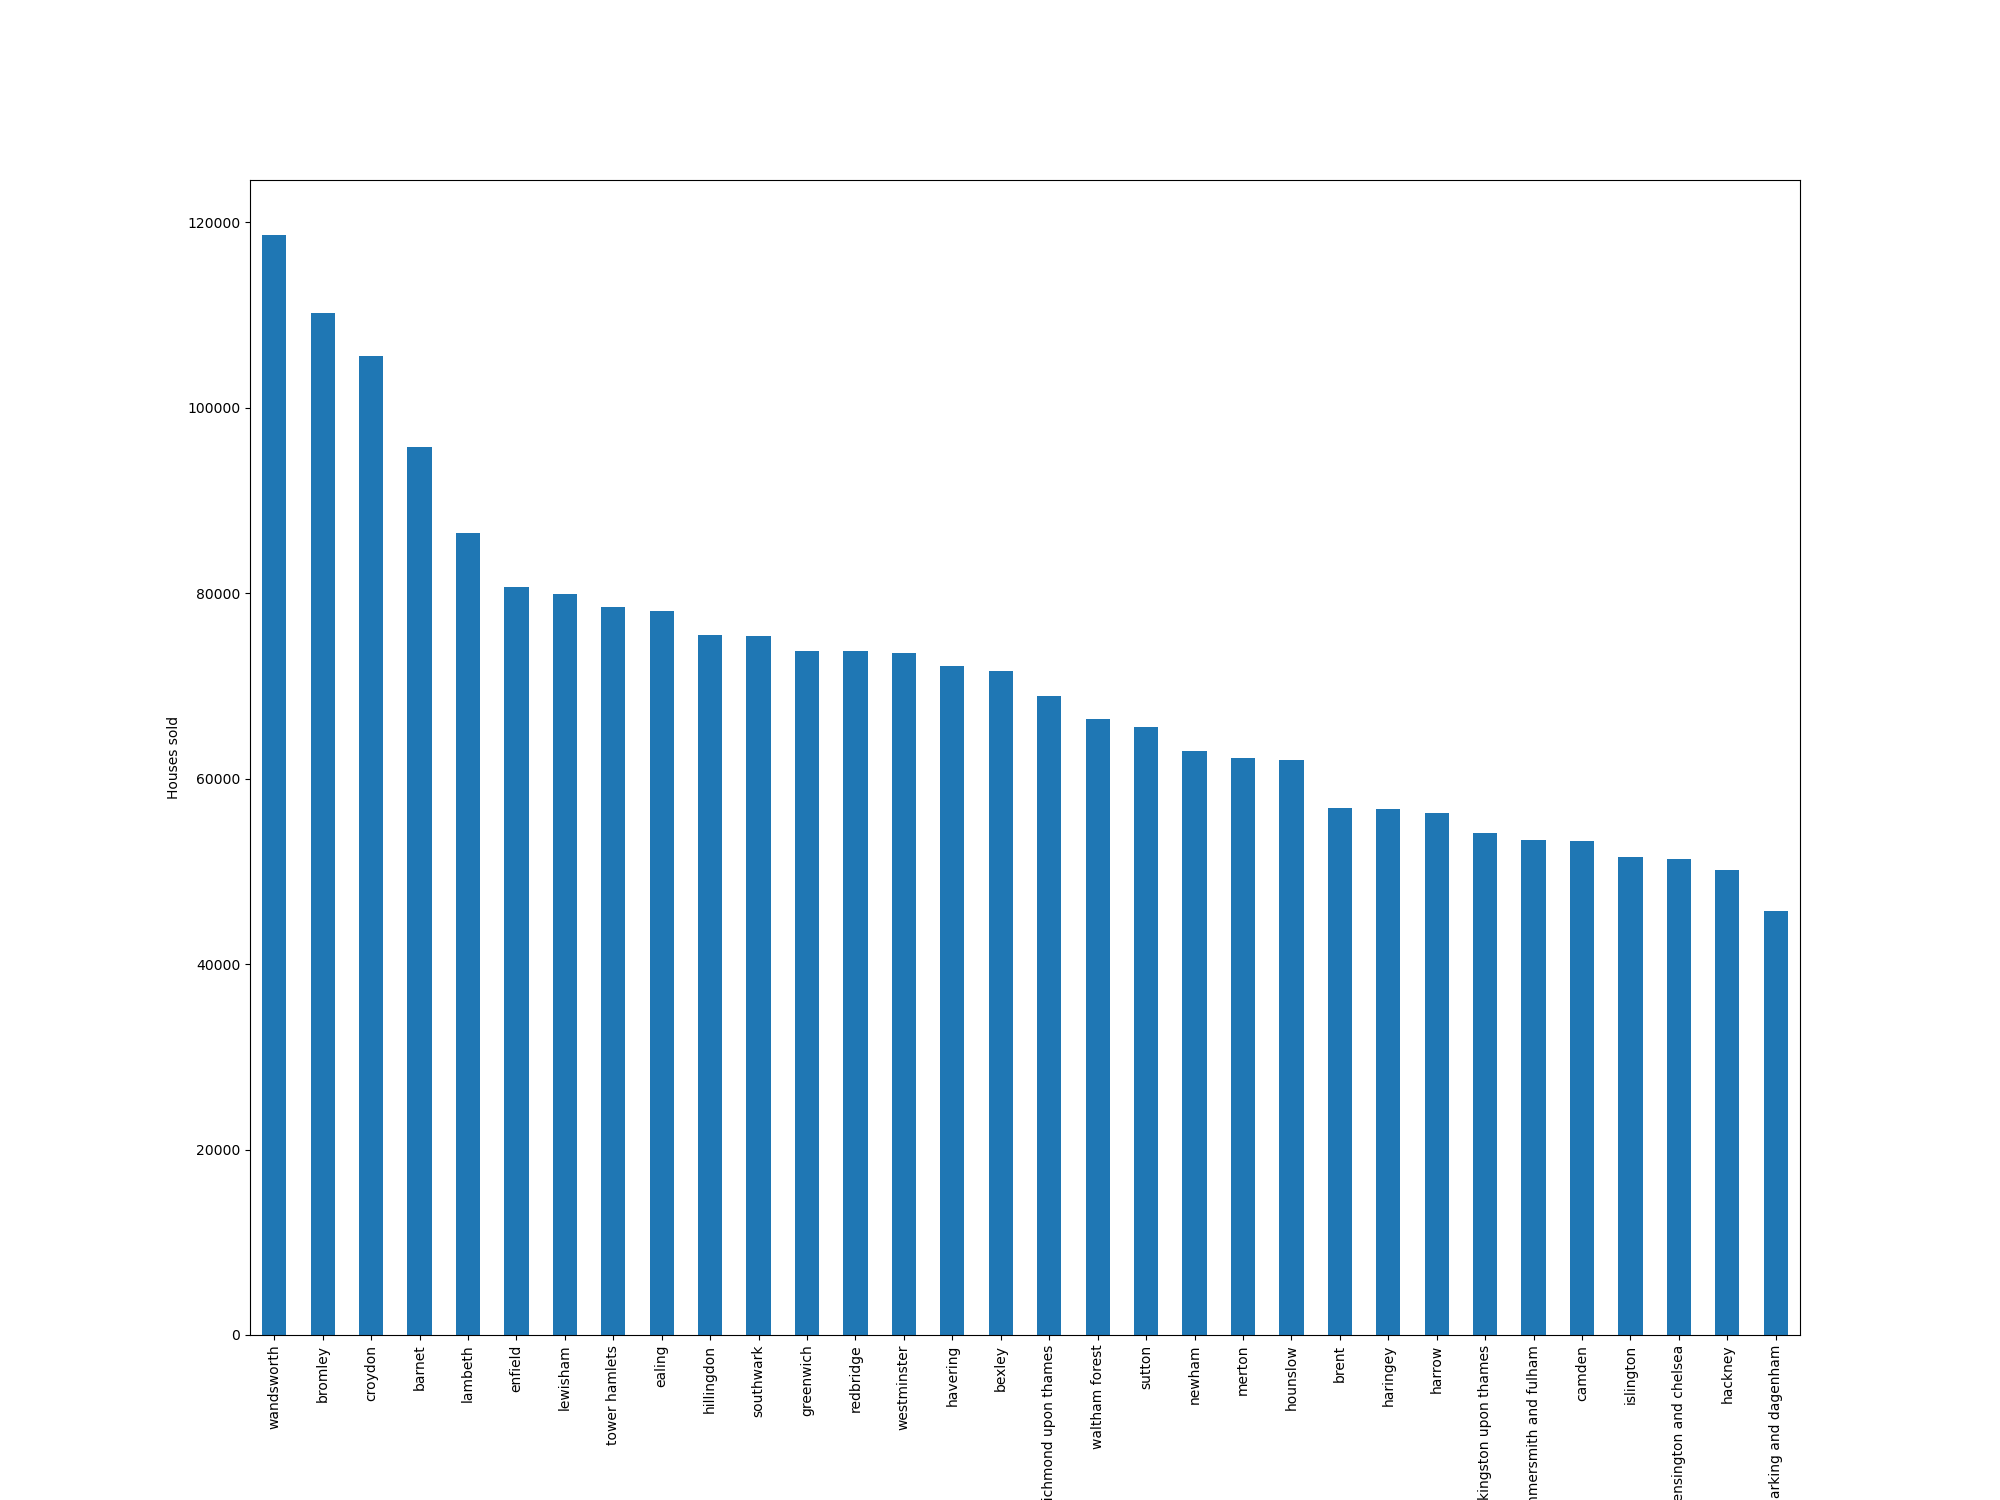 120000
100000
80000
60000
40000
20000
0
Houses sold
wandsworth
bromley
croydon
barnet
lambeth
enfield
lewisham
tower hamlets
ealing
hillingdon
southwark
greenwich
redbridge
westminster
havering
bexley
ichmond upon thames
waltham forest
sutton
newham
merton
hounslow
brent
haringey
harrow
kingston upon thames
mersmith and fulham
camden
islington
ensington and chelsea
hackney
arking and dagenham